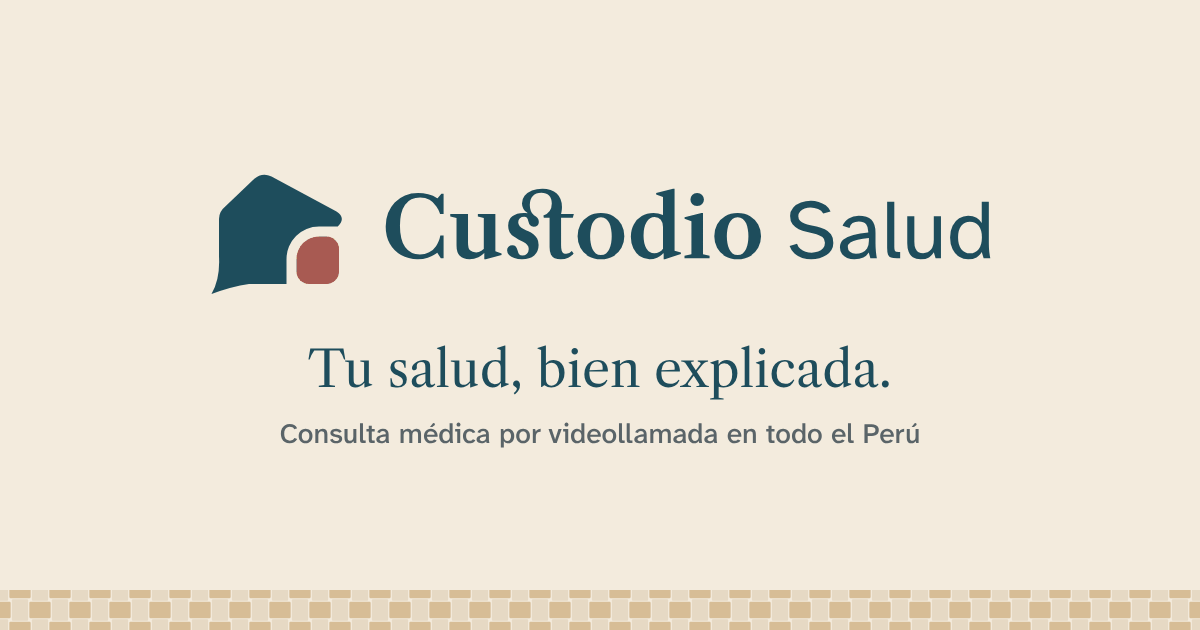 Custodio Salud
Tu salud, bien explicada.
Consulta médica por videollamada en todo el Perú